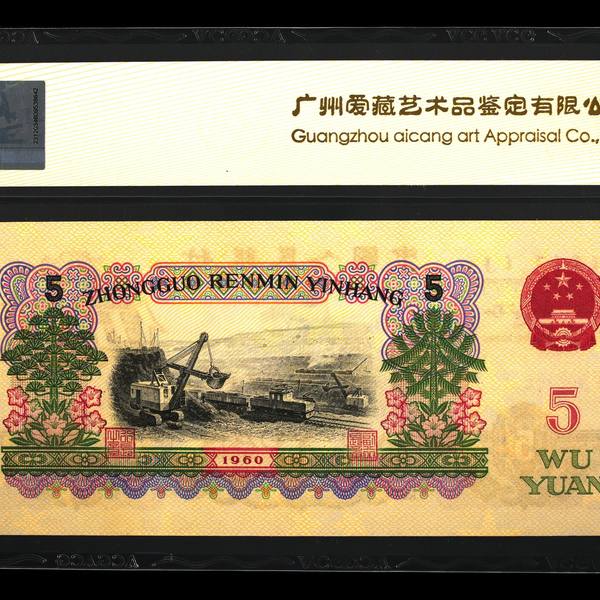 广州爱藏艺术品鉴定有限公
Guangzhou aicang art Appraisal Co.,
5 ZHONGGUO RENMIN YINHANG 5
5
1960
WU
YUAN